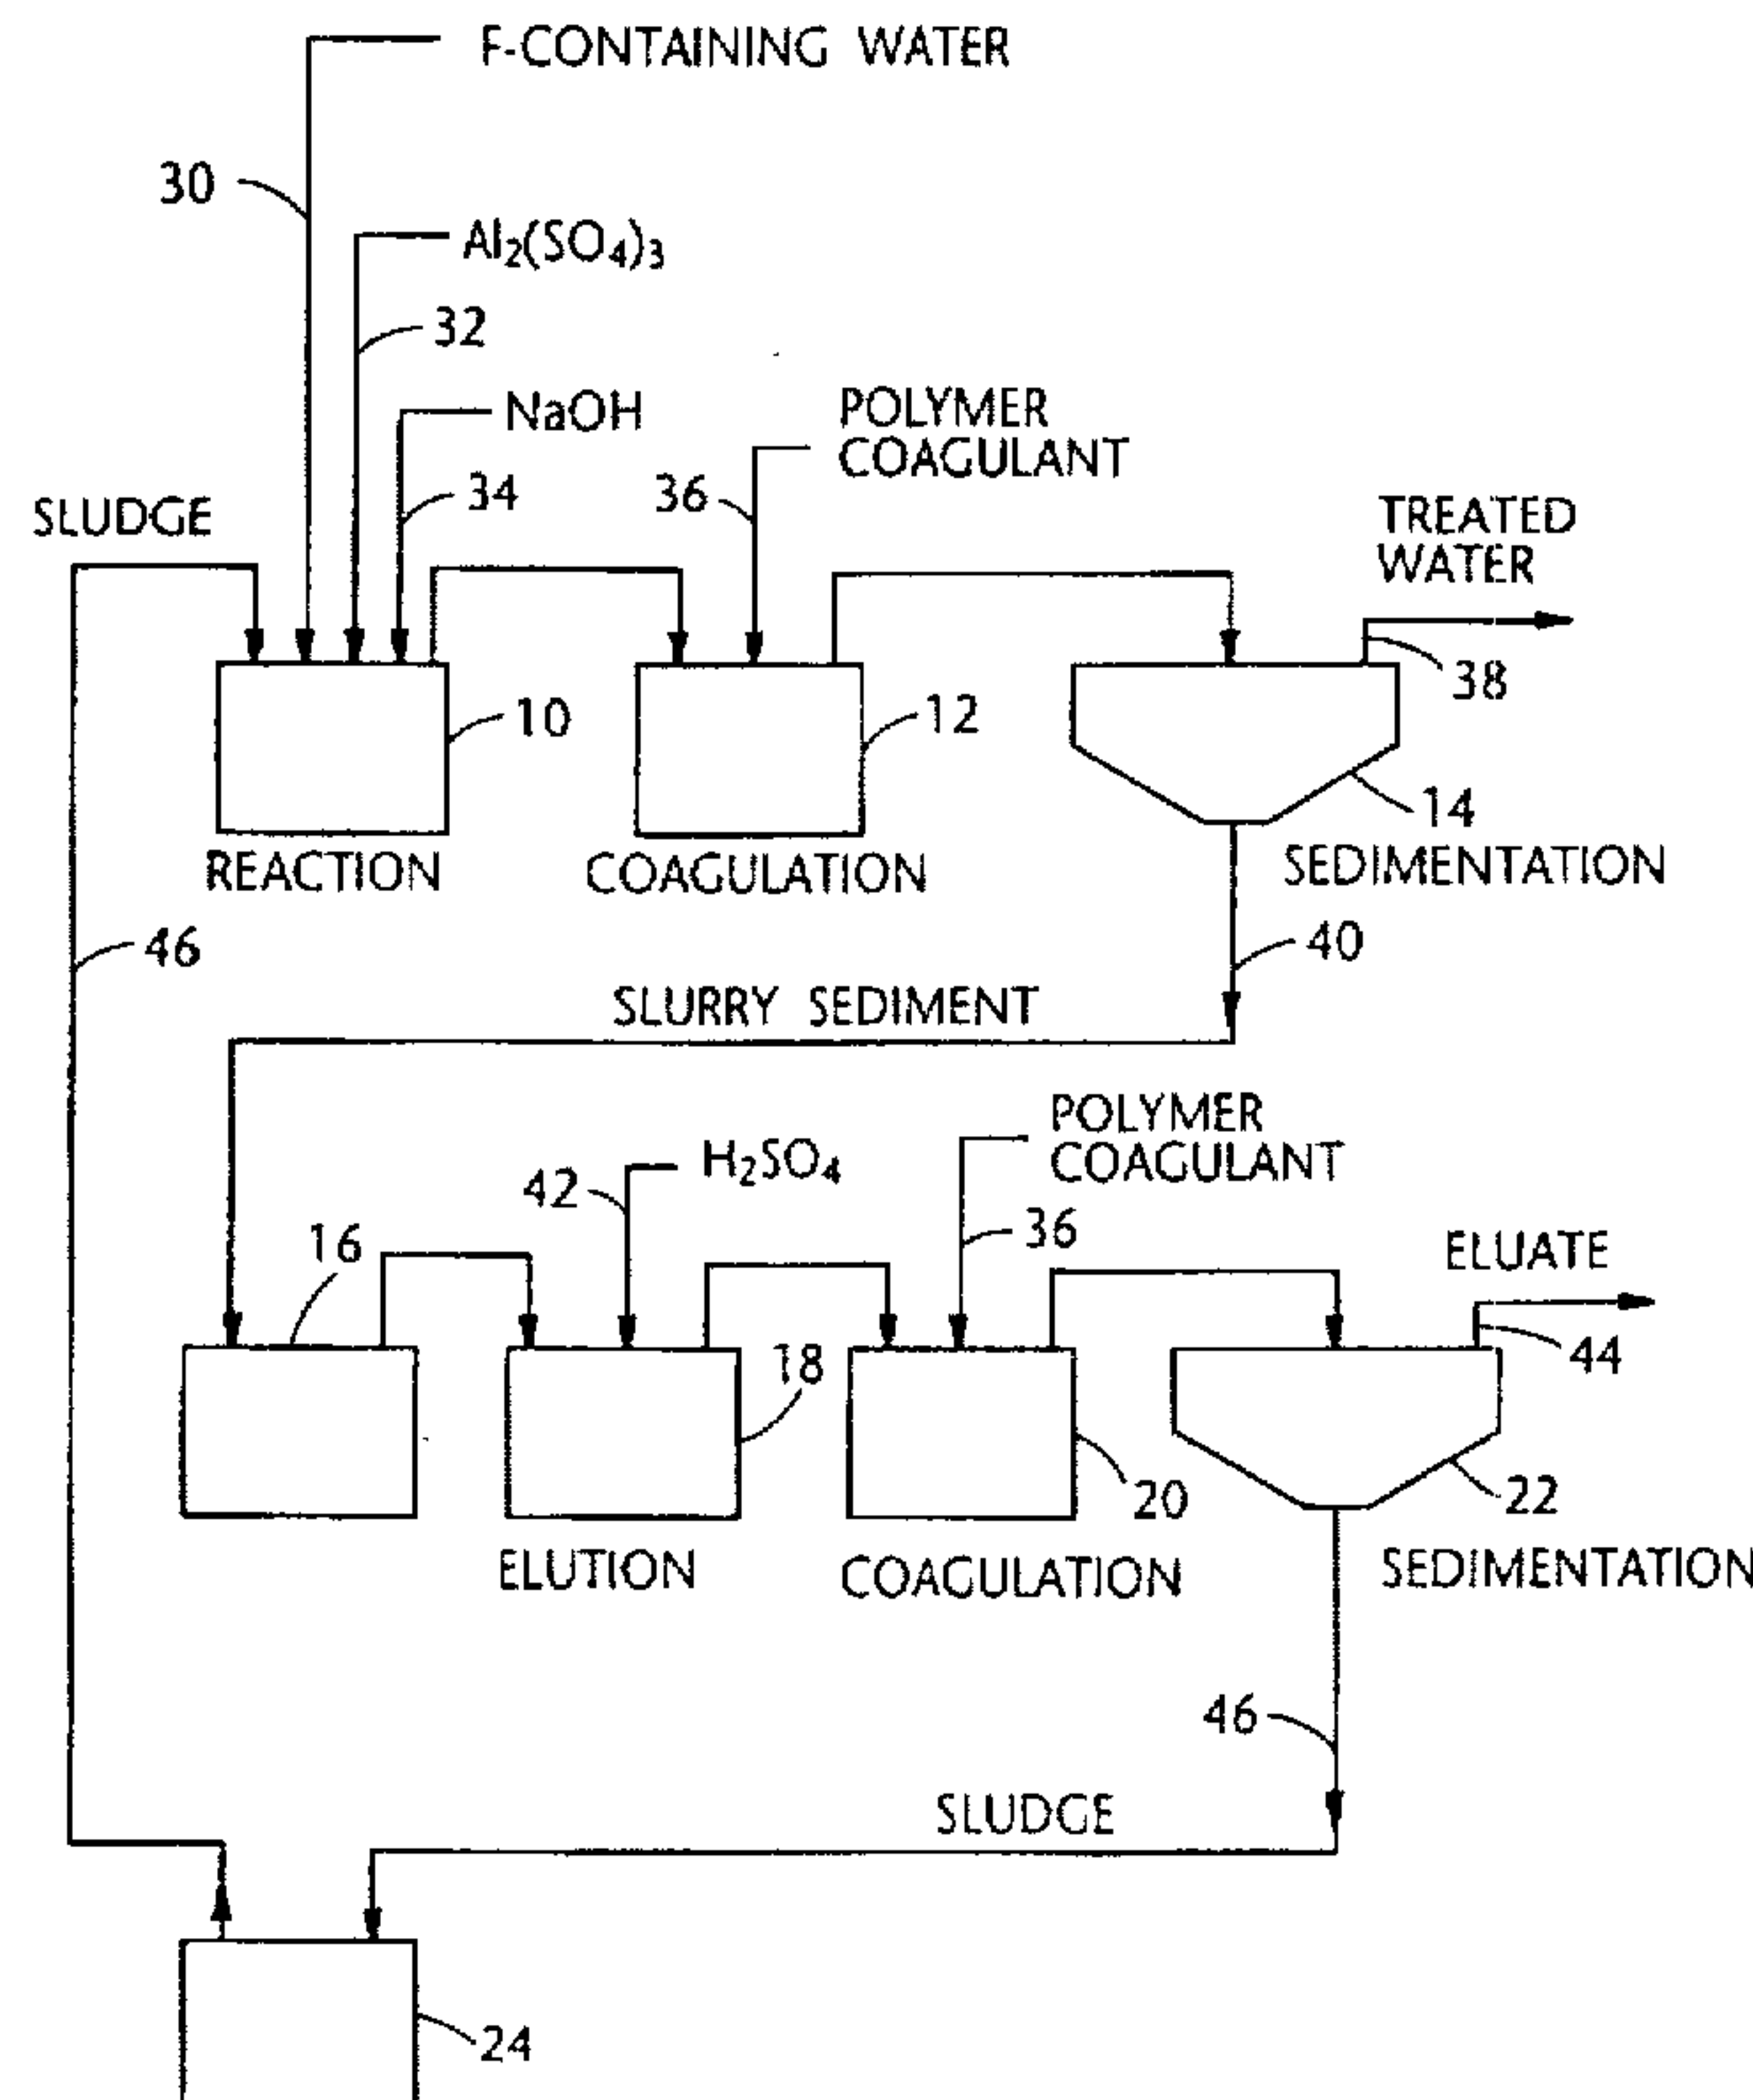 F-CONTAINING WATER
30
Al2(SO4)3
32
NaOH
POLYMER
COAGULANT
34
36
SLUDGE
TREATED
WATER
38
10
12
14
REACTION
COAGULATION
SEDIMENTATION
46
40
SLURRY SEDIMENT
POLYMER
COAGULANT
H2SO4
42
36
16
ELUATE
44
18
20
22
ELUTION
COAGULATION
SEDIMENTATION
46
SLUDGE
24